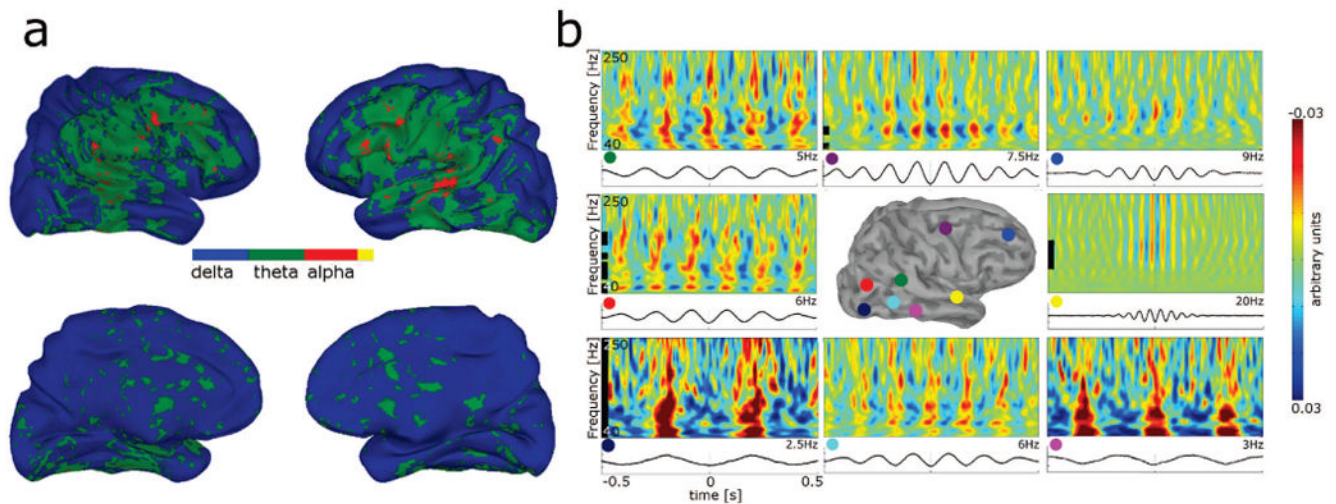 a
delta theta alpha
b
Frequency [Hz]
250
40
5Hz
7.5Hz
9Hz
Frequency [Hz]
250
40
6Hz
20Hz
Frequency [Hz]
250
40
2.5Hz
6Hz
3Hz
-0.5 0 0.5
time [s]
-0.03
arbitrary units
0.03